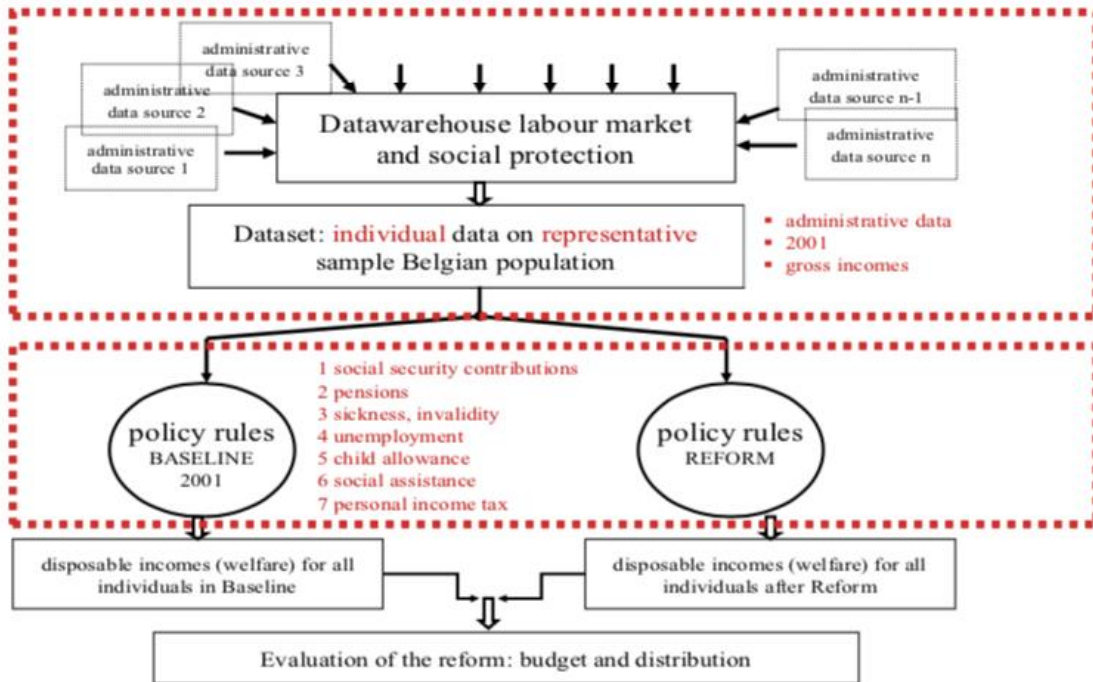 administrative
data source 3
administrative
data source 2
administrative
data source 1
administrative
data source n-1
administrative
data source n
Datawarehouse labour market
and social protection
Dataset: individual data on representative
sample Belgian population
▪ administrative data
▪ 2001
▪ gross incomes
policy rules
BASELINE
2001
1 social security contributions
2 pensions
3 sickness, invalidity
4 unemployment
5 child allowance
6 social assistance
7 personal income tax
policy rules
REFORM
disposable incomes (welfare) for all
individuals in Baseline
disposable incomes (welfare) for all
individuals after Reform
Evaluation of the reform: budget and distribution